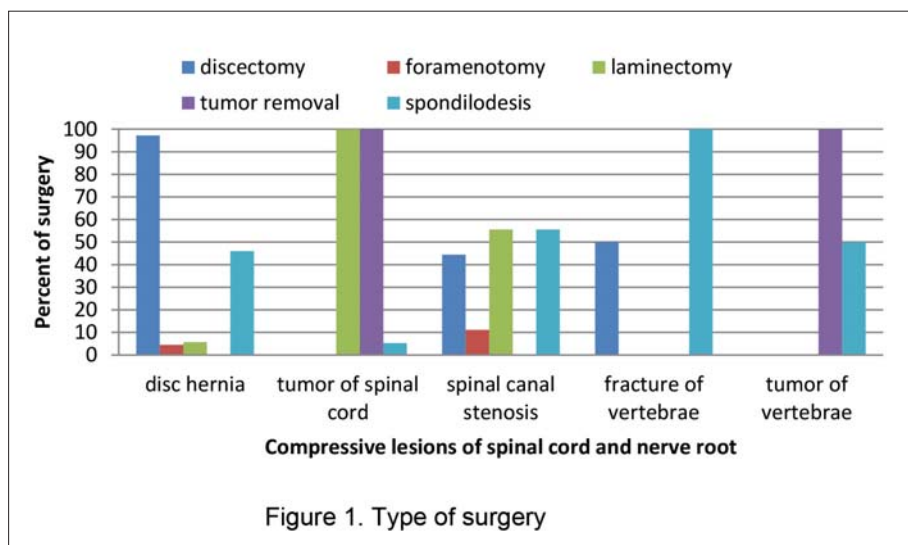 discectomy foramenotomy laminectomy
tumor removal spondilodesis
Percent of surgery
100
90
80
70
60
50
40
30
20
10
0
disc hernia tumor of spinal cord spinal canal stenosis fracture of vertebrae tumor of vertebrae
Compressive lesions of spinal cord and nerve root
Figure 1. Type of surgery